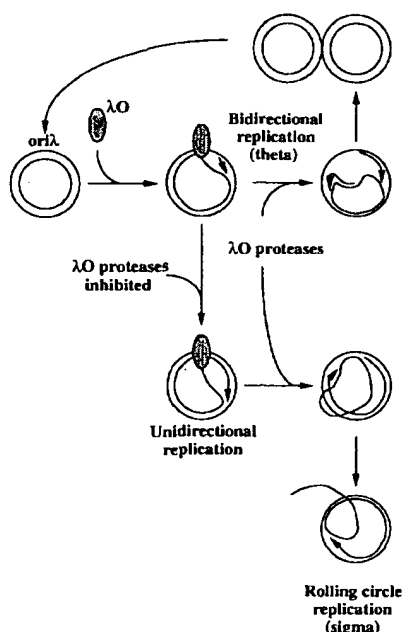 λO
oriλ
Bidirectional
replication
(theta)
λO proteases
inhibited
λO proteases
Unidirectional
replication
Rolling circle
replication
(sigma)